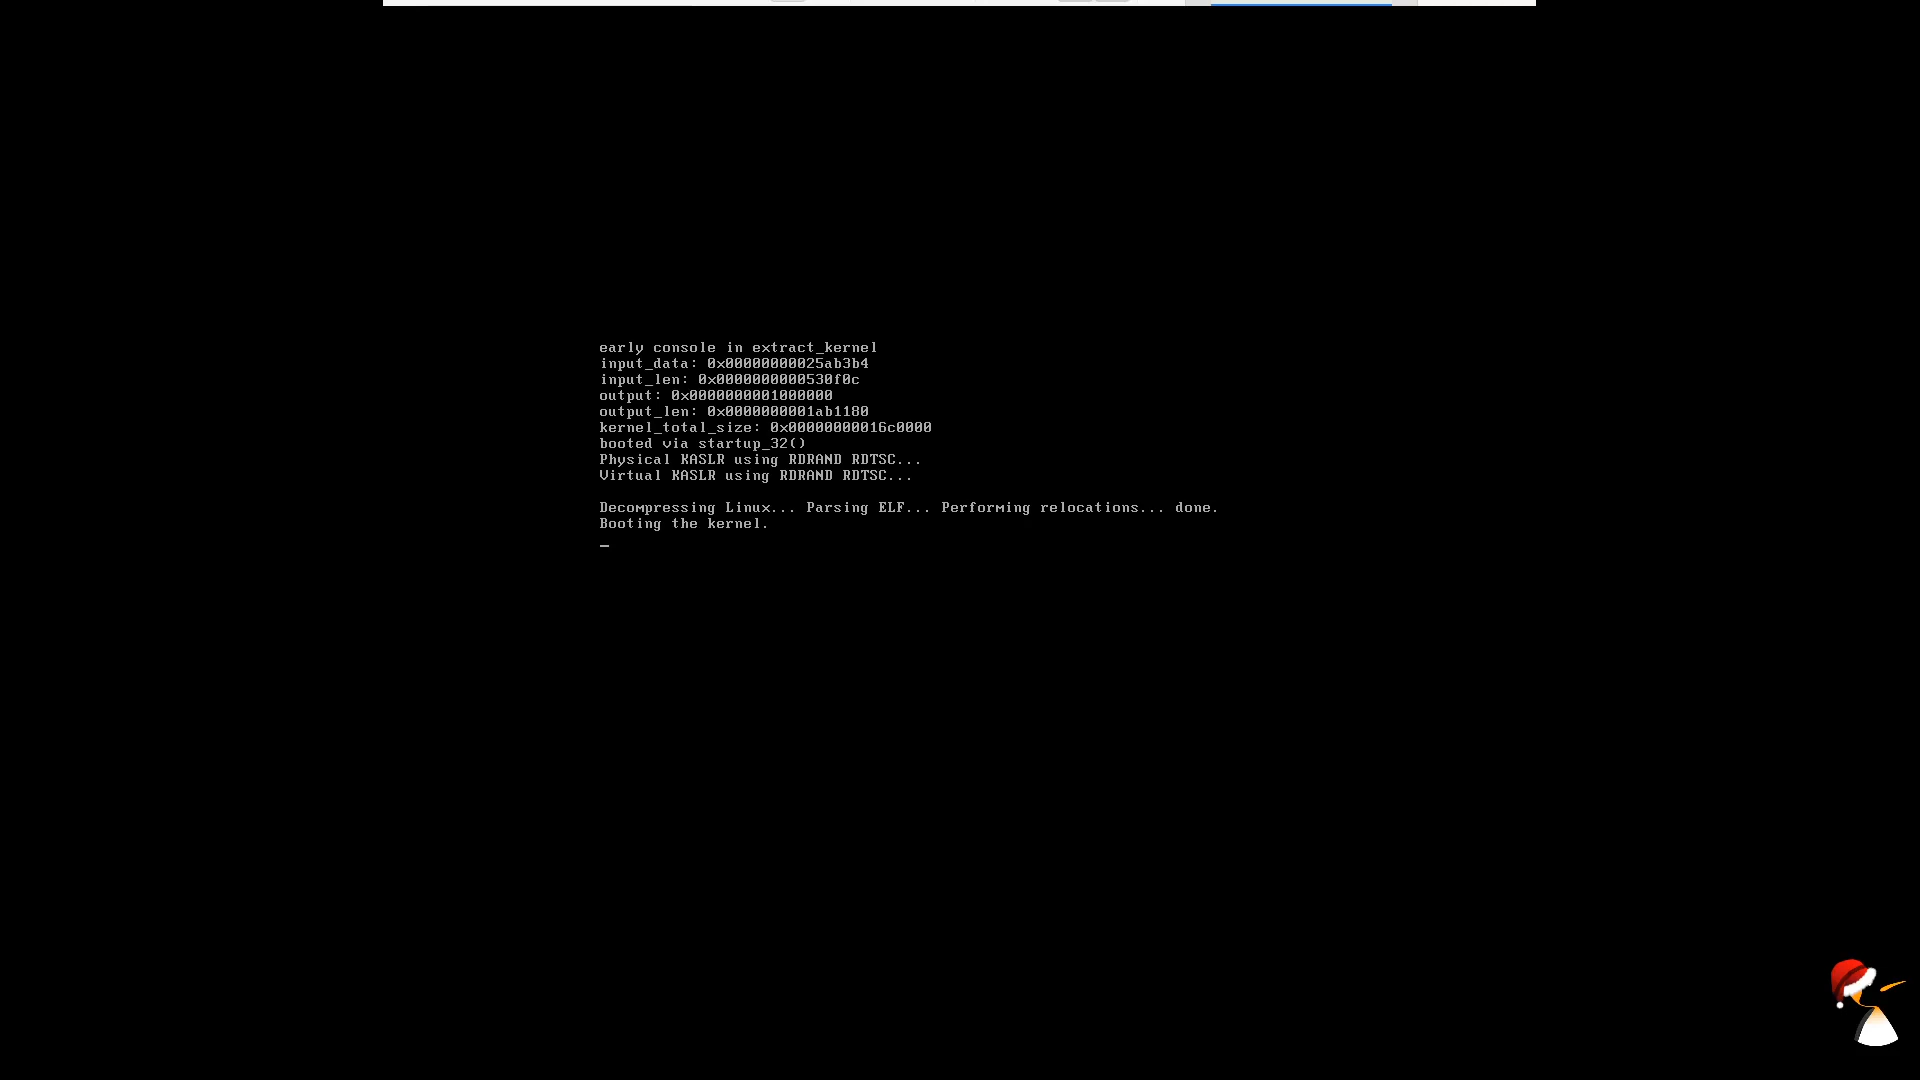 early console in extract_kernel
input_data: 0x00000000025ab3b4
input_len: 0x0000000000530f0c
output: 0x0000000001000000
output_len: 0x0000000001ab1180
kernel_total_size: 0x00000000016c0000
booted via startup_32()
Physical KASLR using RDRAND RDTSC...
Virtual KASLR using RDRAND RDTSC...
Decompressing Linux... Parsing ELF... Performing relocations... done.
Booting the kernel.
_